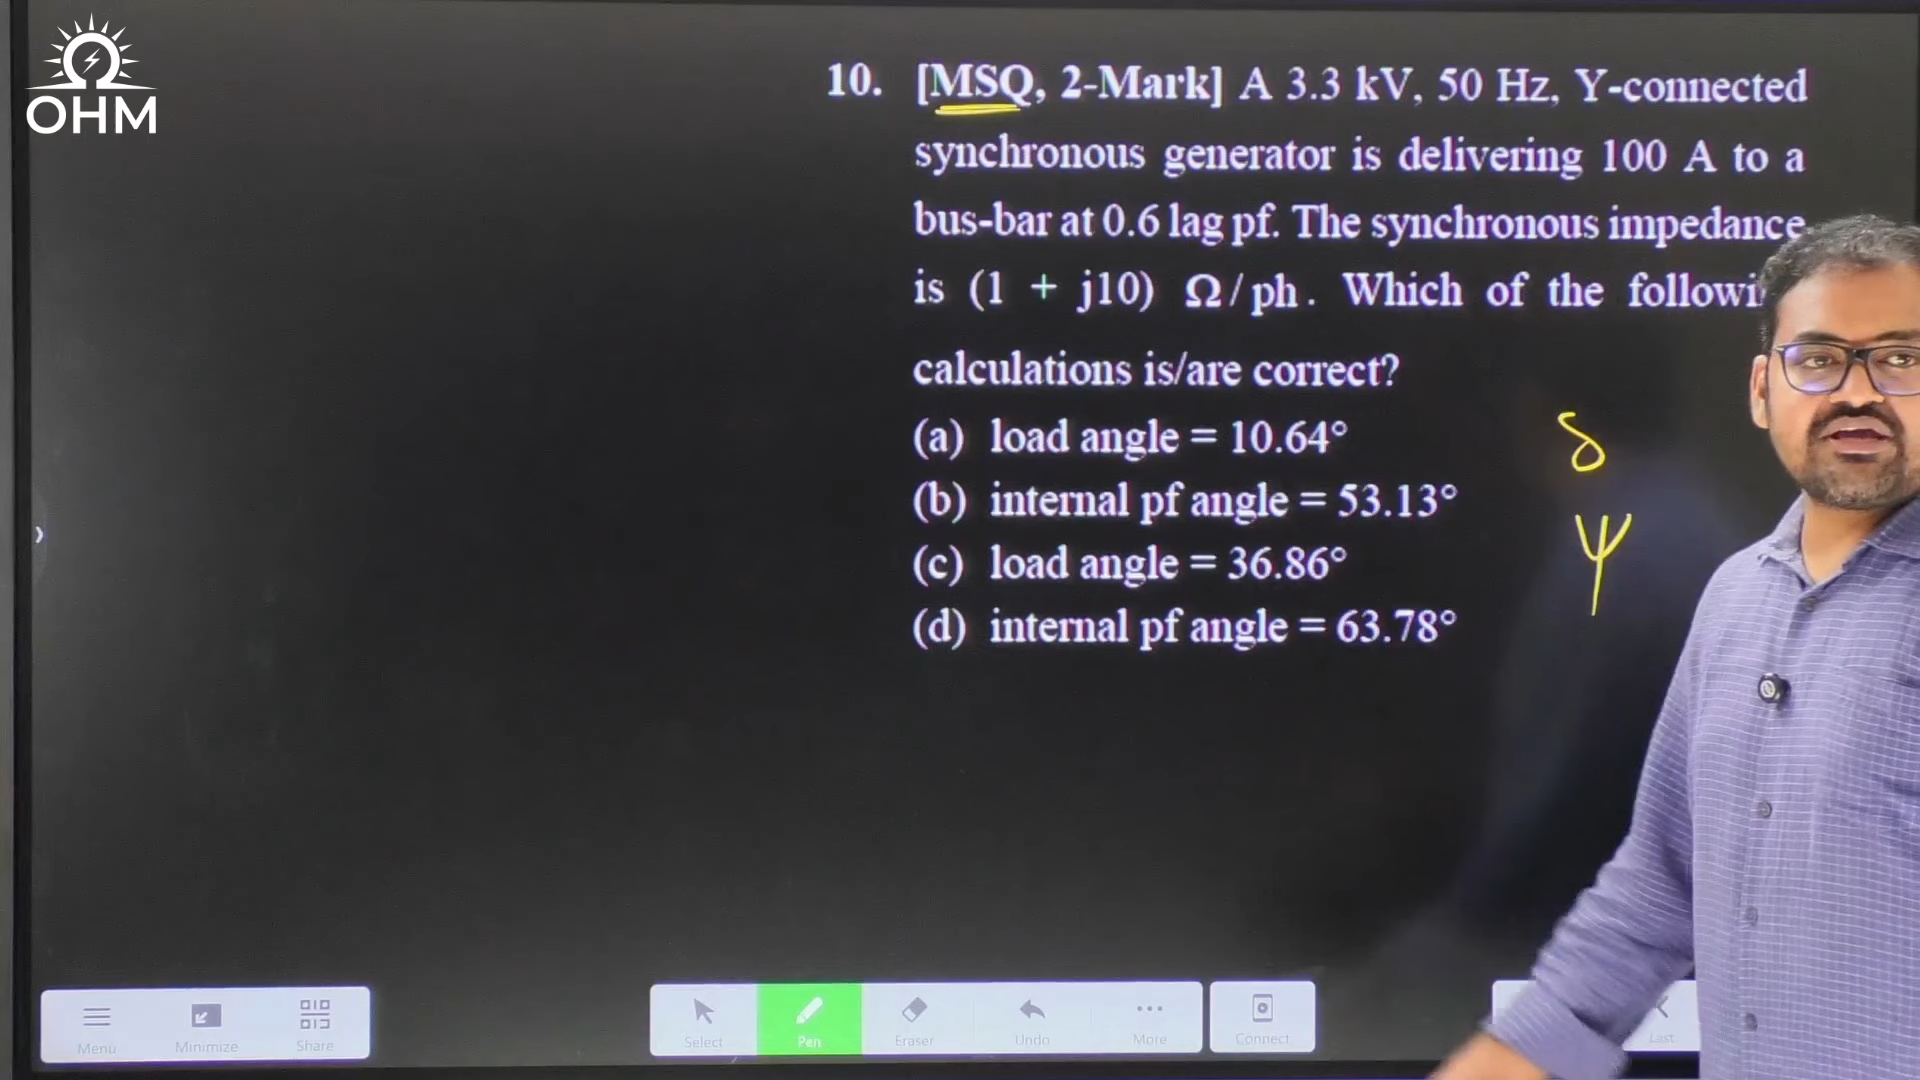 OHM
10. [MSQ, 2-Mark] A 3.3 kV, 50 Hz, Y-connected
synchronous generator is delivering 100 A to a
bus-bar at 0.6 lag pf. The synchronous impedance
is (1 + j10) Ω/ph. Which of the followi
calculations is/are correct?
(a) load angle = 10.64°
δ
(b) internal pf angle = 53.13°
ψ
(c) load angle = 36.86°
(d) internal pf angle = 63.78°
Menu
Minimize
Share
Select
Pen
Eraser
Undo
More
Connect
Last